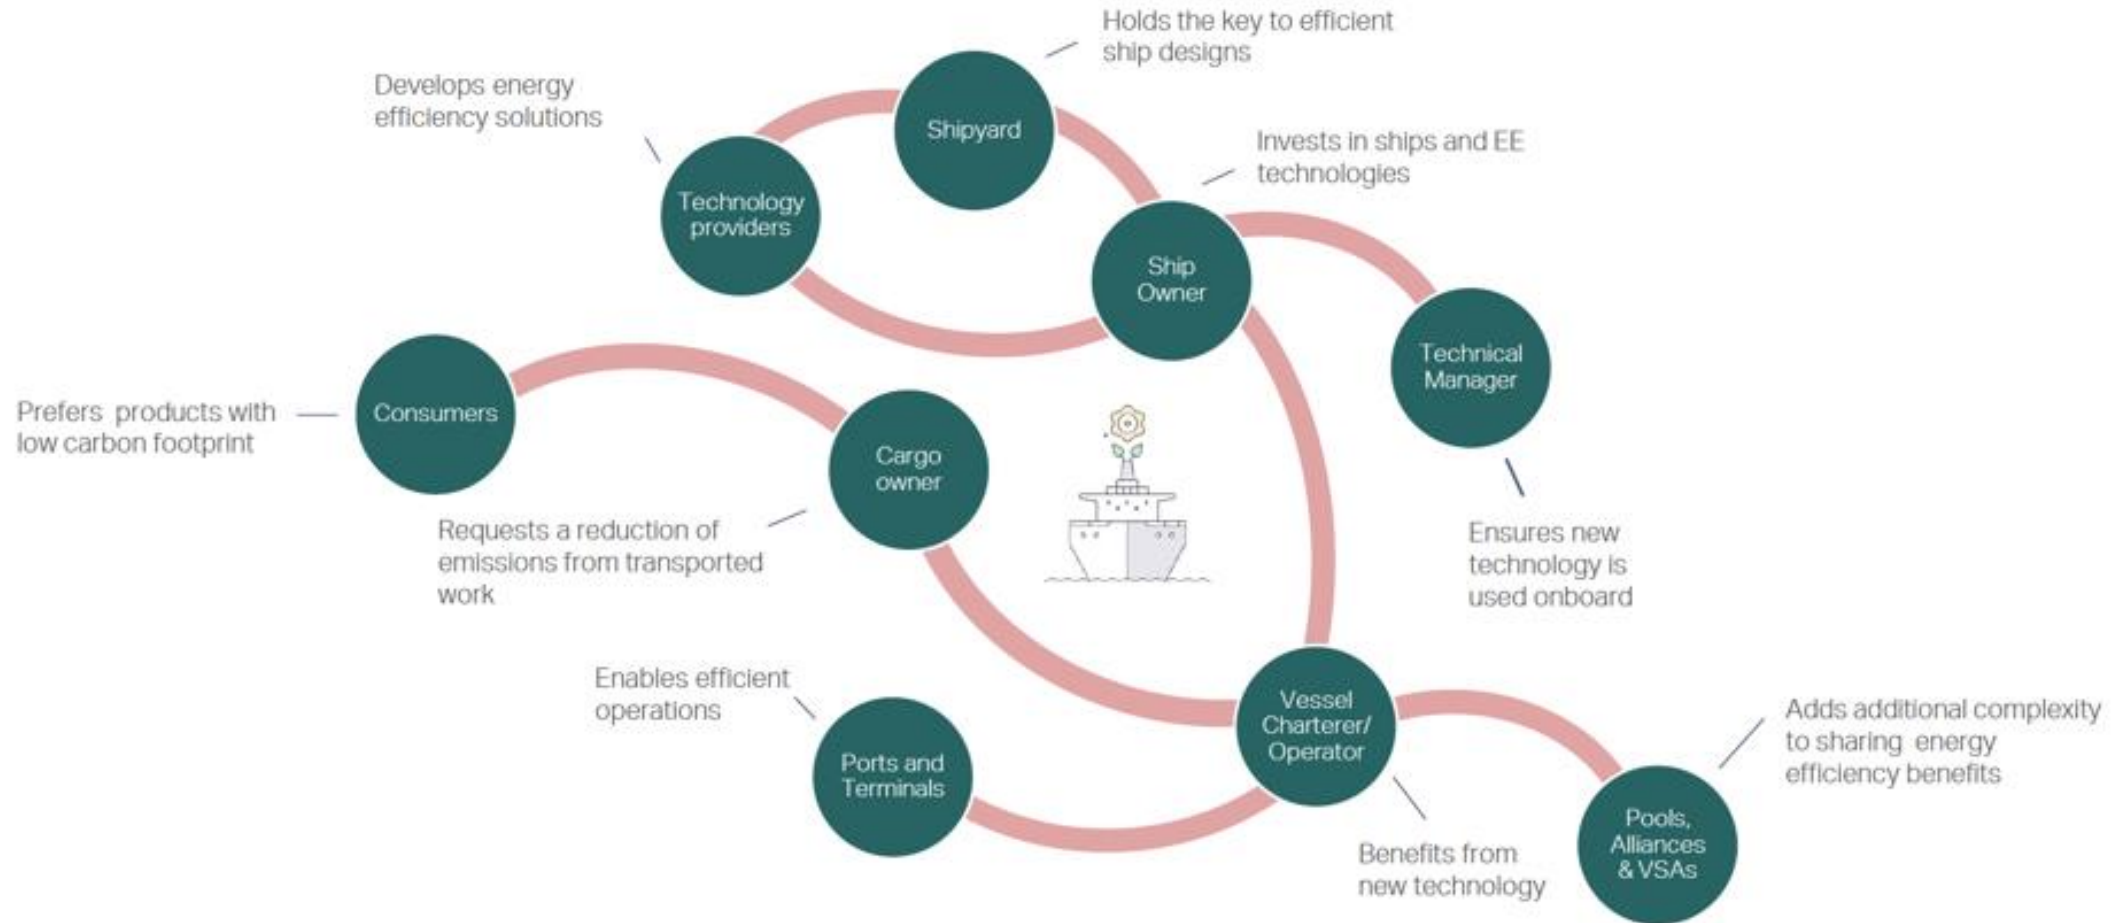 Holds the key to efficient
ship designs
Develops energy
efficiency solutions
Shipyard
Invests in ships and EE
technologies
Technology
providers
Ship
Owner
Technical
Manager
Prefers products with
low carbon footprint
Consumers
Cargo
owner
Requests a reduction of
emissions from transported
work
Ensures new
technology is
used onboard
Enables efficient
operations
Vessel
Charterer/
Operator
Adds additional complexity
to sharing energy
efficiency benefits
Ports and
Terminals
Benefits from
new technology
Pools,
Alliances
& VSAs